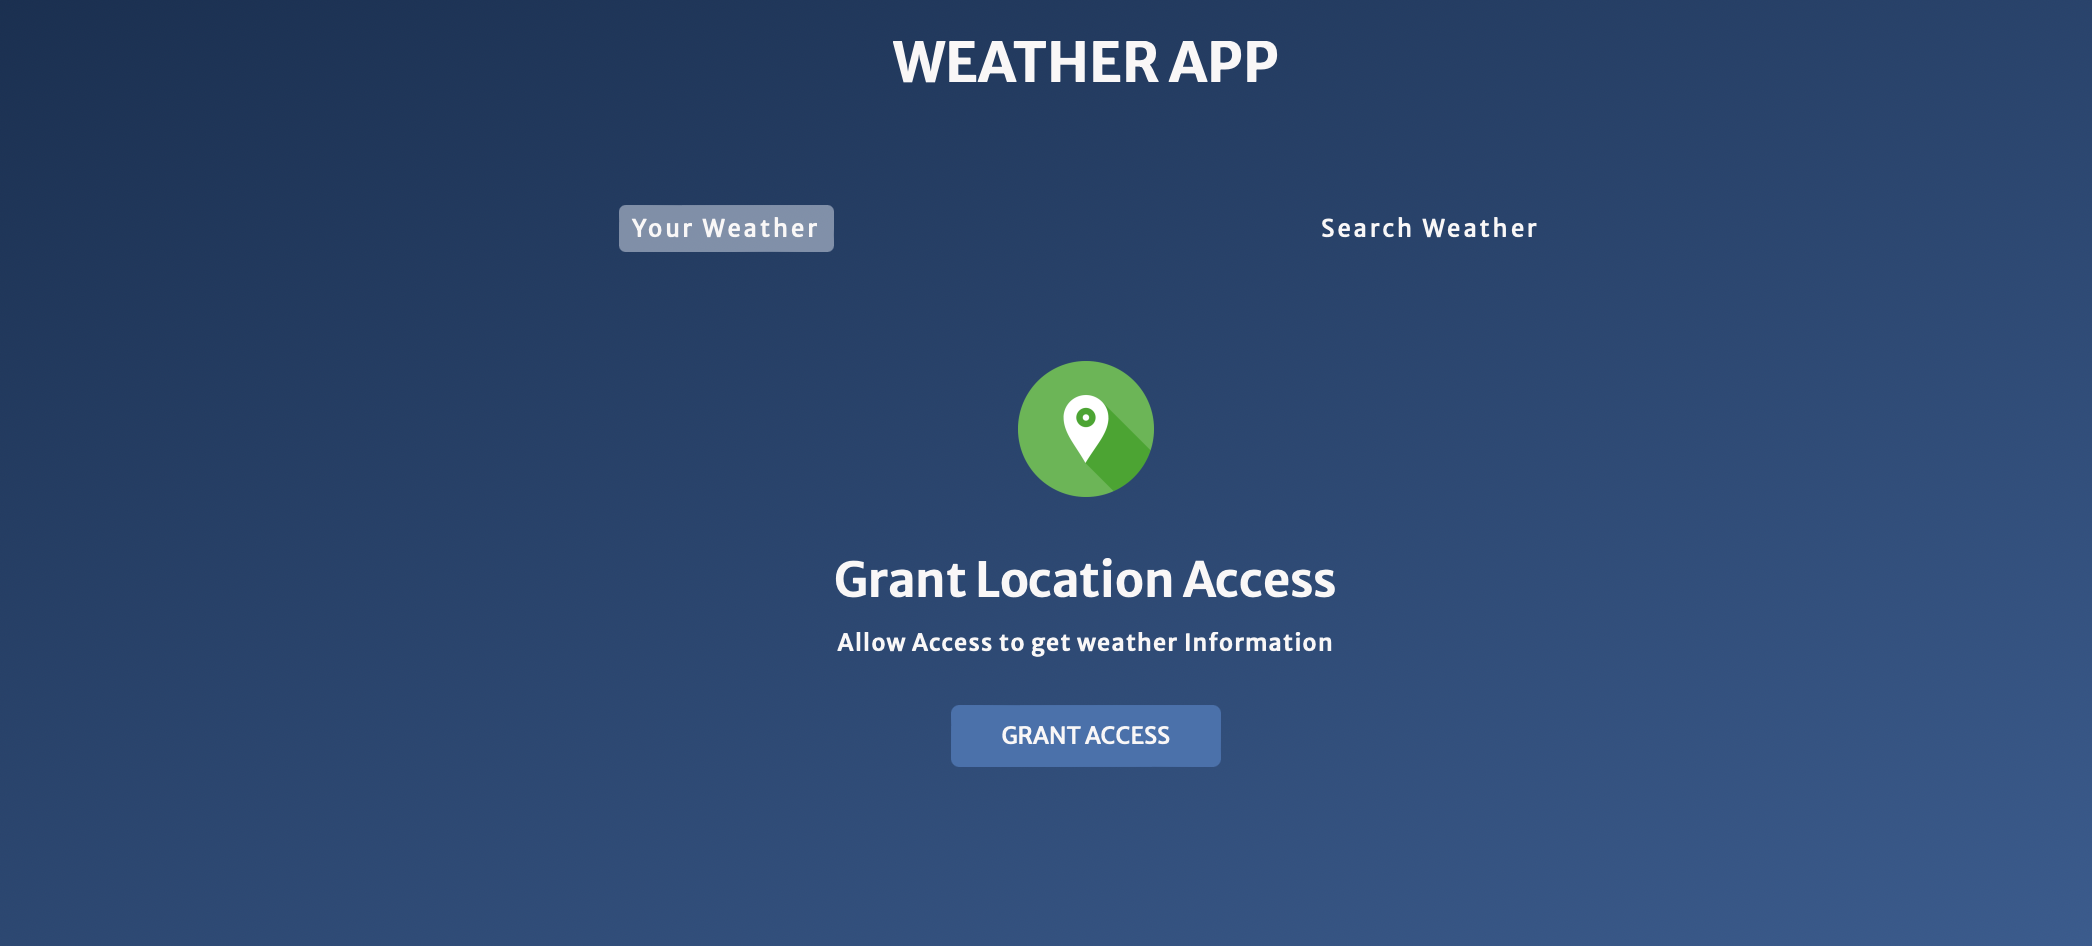 WEATHER APP
Your Weather
Search Weather
Grant Location Access
Allow Access to get weather Information
GRANT ACCESS